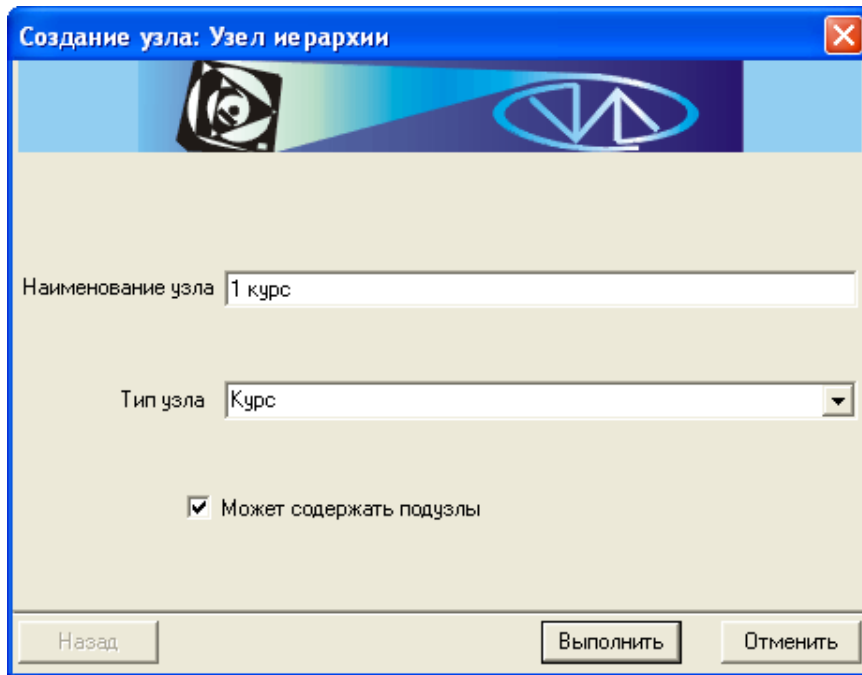 Создание узла: Узел иерархии
Наименование узла 1 курс
Тип узла Курс
Может содержать подузлы
Назад Выполнить Отменить